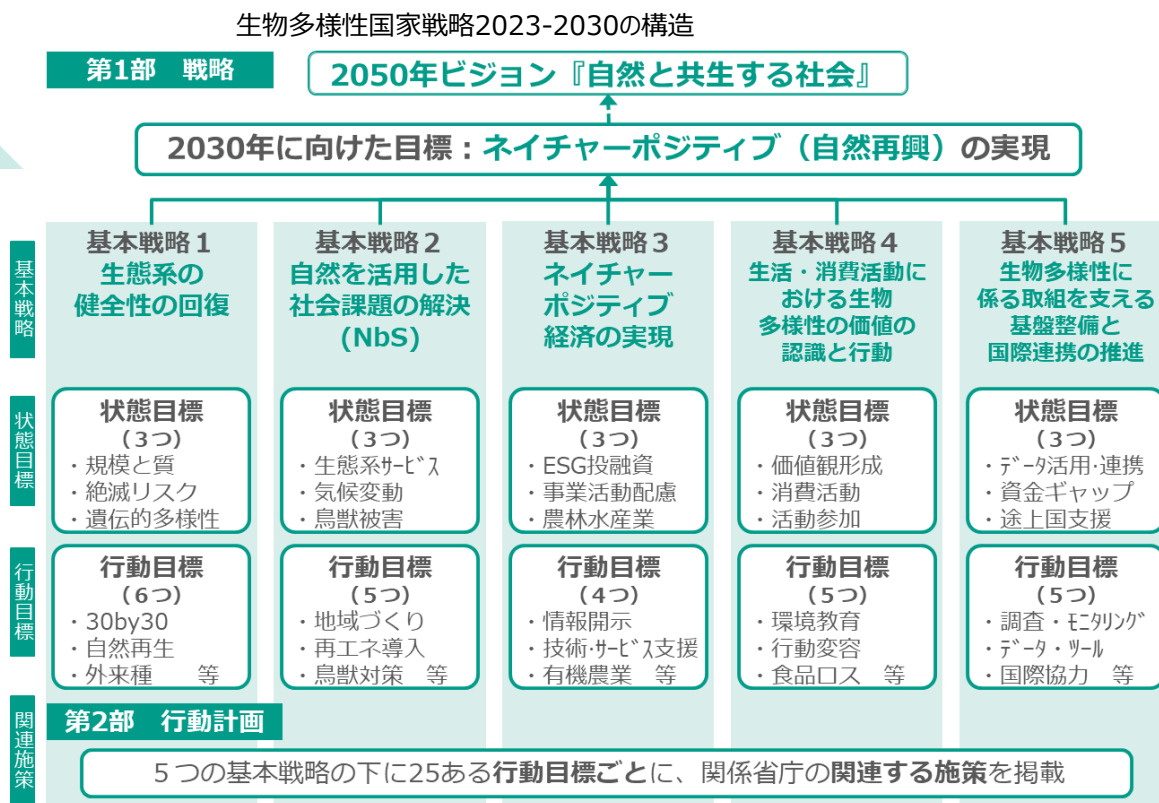 生物多様性国家戦略2023-2030の構造
第1部 戦略
2050年ビジョン『自然と共生する社会』
2030年に向けた目標：ネイチャーポジティブ（自然再興）の実現
基本戦略
基本戦略１
生態系の
健全性の回復
基本戦略２
自然を活用した
社会課題の解決
(NbS)
基本戦略３
ネイチャー
ポジティブ
経済の実現
基本戦略４
生活・消費活動に
おける生物
多様性の価値の
認識と行動
基本戦略５
生物多様性に
係る取組を支える
基盤整備と
国際連携の推進
状態目標
状態目標
（3つ）
・規模と質
・絶滅リスク
・遺伝的多様性
状態目標
（3つ）
・生態系ｻｰﾋﾞｽ
・気候変動
・鳥獣被害
状態目標
（3つ）
・ESG投融資
・事業活動配慮
・農林水産業
状態目標
（3つ）
・価値観形成
・消費活動
・活動参加
状態目標
（3つ）
・ﾃﾞｰﾀ活用･連携
・資金ギャップ
・途上国支援
行動目標
行動目標
（6つ）
・30by30
・自然再生
・外来種 等
行動目標
（5つ）
・地域づくり
・再エネ導入
・鳥獣対策 等
行動目標
（4つ）
・情報開示
・技術･ｻｰﾋﾞｽ支援
・有機農業 等
行動目標
（5つ）
・環境教育
・行動変容
・食品ロス 等
行動目標
（5つ）
・調査・ﾓﾆﾀﾘﾝｸﾞ
・ﾃﾞｰﾀ・ﾂｰﾙ
・国際協力 等
関連施策
第2部 行動計画
５つの基本戦略の下に25ある行動目標ごとに、関係省庁の関連する施策を掲載